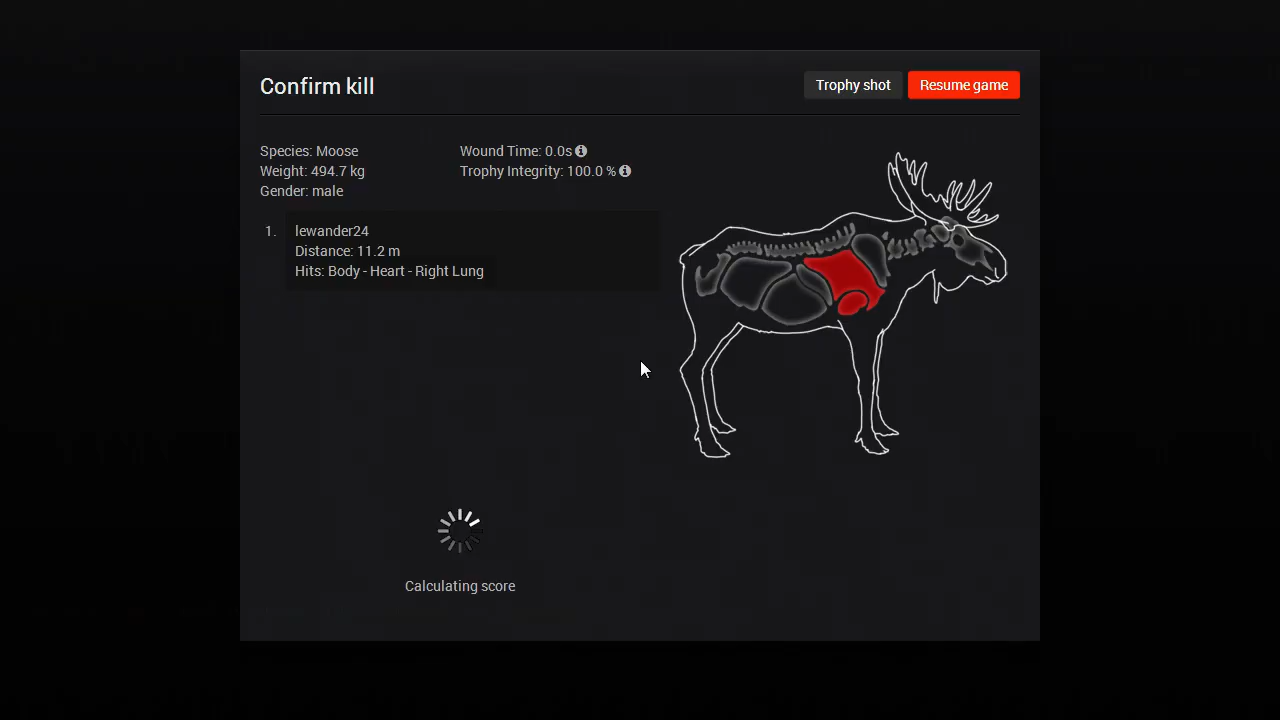 Confirm kill
Trophy shot
Resume game
Species: Moose
Weight: 494.7 kg
Gender: male
Wound Time: 0.0s
Trophy Integrity: 100.0 %
1.
lewander24
Distance: 11.2 m
Hits: Body - Heart - Right Lung
Calculating score